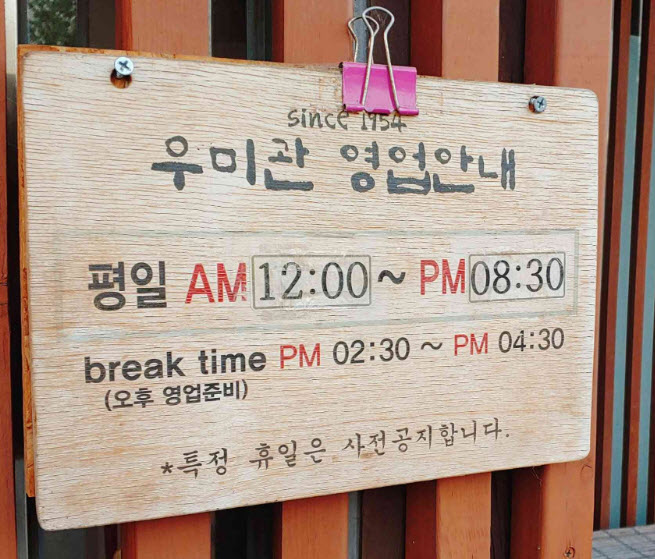 since 1954
우미관 영업안내
평일 AM 12:00 ~ PM 08:30
break time PM 02:30 ~ PM 04:30
(오후 영업준비)
*특정 휴일은 사전공지합니다.